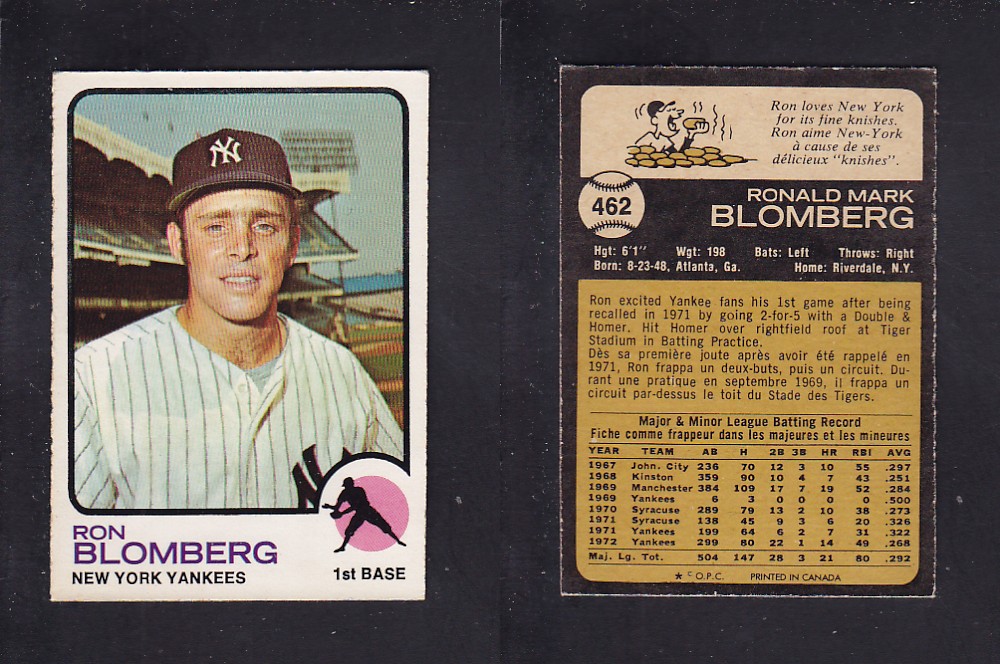 NY
RON
BLOMBERG
NEW YORK YANKEES
1st BASE
Ron loves New York
for its fine knishes.
Ron aime New-York
à cause de ses
délicieux "knishes".
462
RONALD MARK
BLOMBERG
Hgt: 6'1" Wgt: 198 Bats: Left Throws: Right
Born: 8-23-48, Atlanta, Ga. Home: Riverdale, N.Y.
Ron excited Yankee fans his 1st game after being
recalled in 1971 by going 2-for-5 with a Double &
Homer. Hit Homer over rightfield roof at Tiger
Stadium in Batting Practice.
Dès sa première joute après avoir été rappelé en
1971, Ron frappa un deux-buts, puis un circuit. Du-
rant une pratique en septembre 1969, il frappa un
circuit par-dessus le toit du Stade des Tigers.
Major & Minor League Batting Record
Fiche comme frappeur dans les majeures et les mineures
YEAR TEAM AB H 2B 3B HR RBI AVG
1967 John. City 236 70 12 3 10 55 .297
1968 Kinston 359 90 10 4 7 43 .251
1969 Manchester 384 109 17 7 19 52 .284
1969 Yankees 6 3 0 0 0 0 .500
1970 Syracuse 289 79 13 2 10 38 .273
1971 Syracuse 138 45 9 3 6 20 .326
1971 Yankees 199 64 6 2 7 31 .322
1972 Yankees 299 80 22 1 14 49 .268
Maj. Lg. Tot. 504 147 28 3 21 80 .292
* © O.P.C. PRINTED IN CANADA